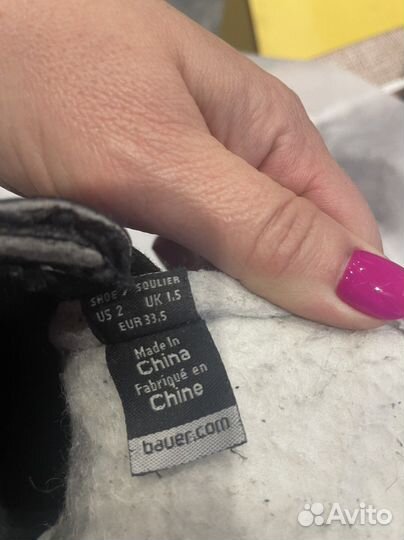 SHOE / SOULIER
US 2 UK 1.5
EUR 33.5
Made in
China
Fabriqué en
Chine
bauer.com
Avito